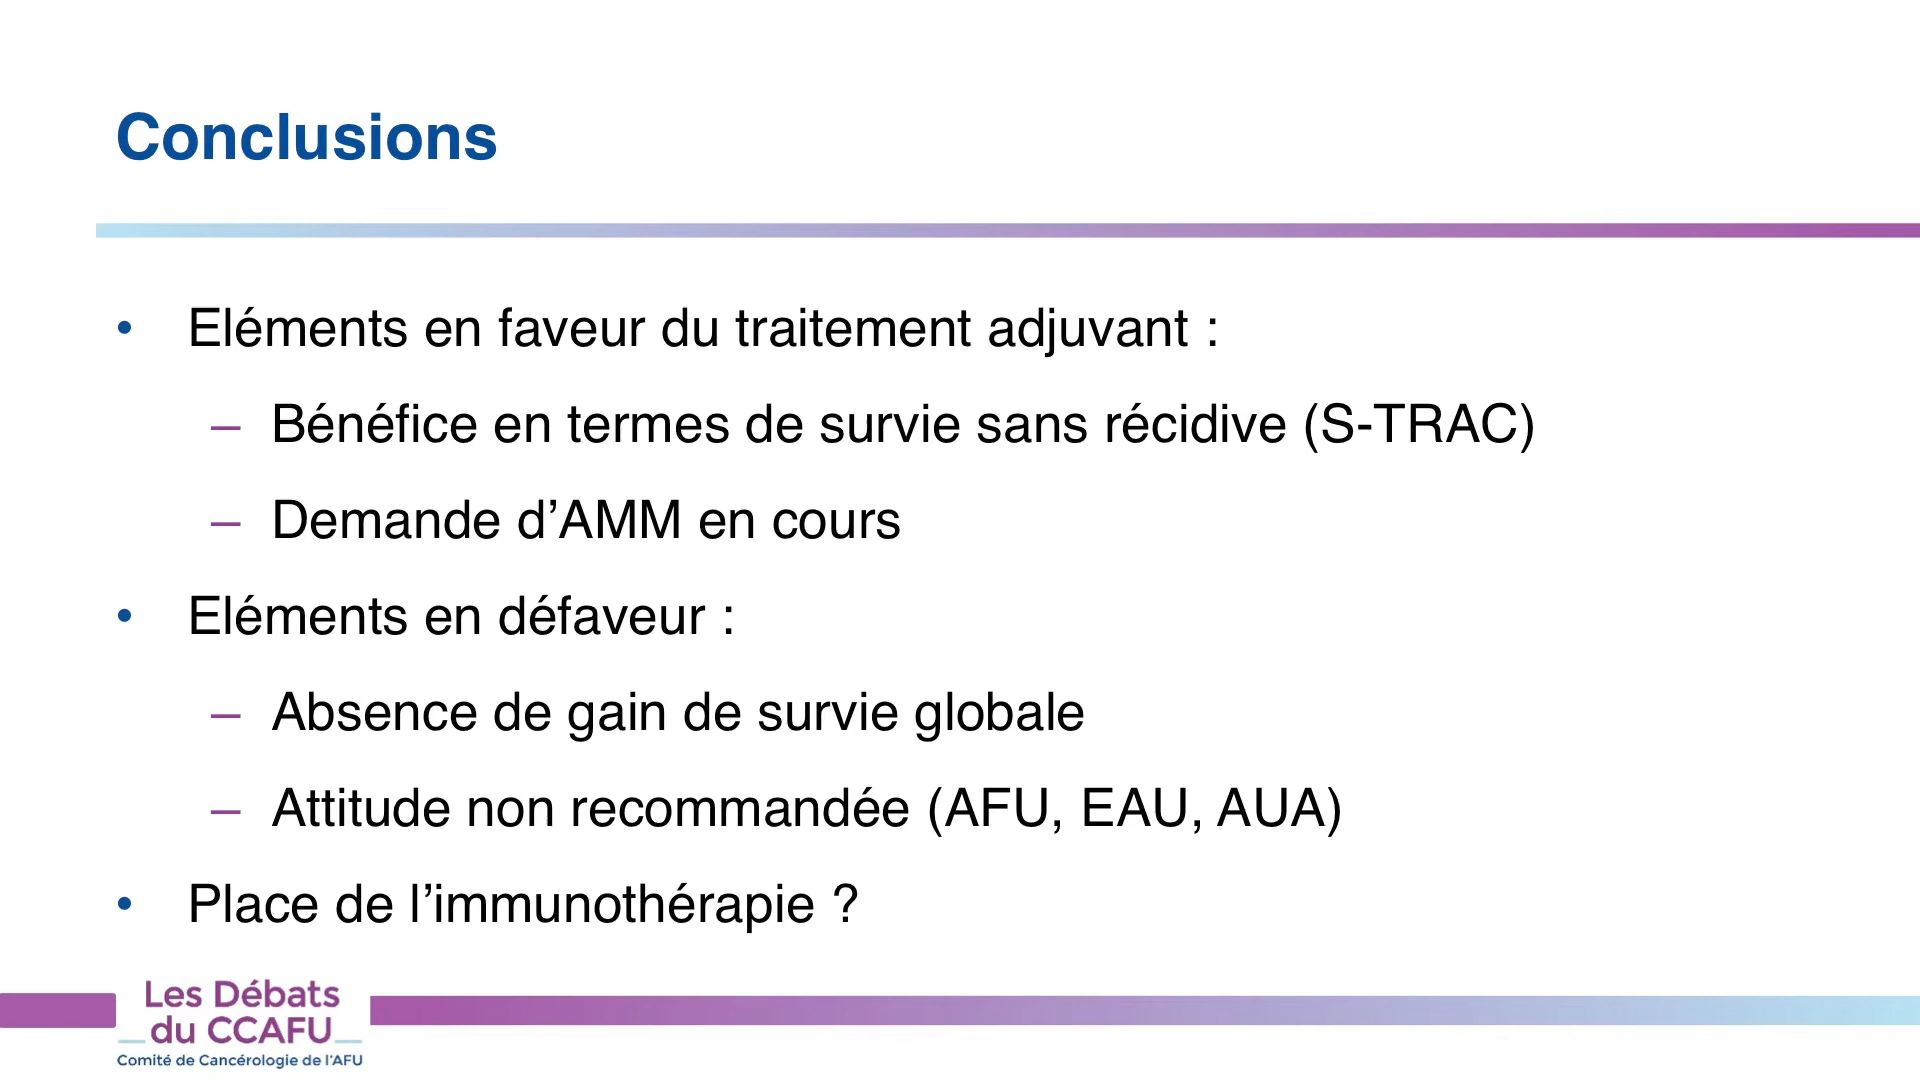 Conclusions
• Eléments en faveur du traitement adjuvant :
– Bénéfice en termes de survie sans récidive (S-TRAC)
– Demande d’AMM en cours
• Eléments en défaveur :
– Absence de gain de survie globale
– Attitude non recommandée (AFU, EAU, AUA)
• Place de l’immunothérapie ?
Les Débats
du CCAFU
Comité de Cancérologie de l’AFU